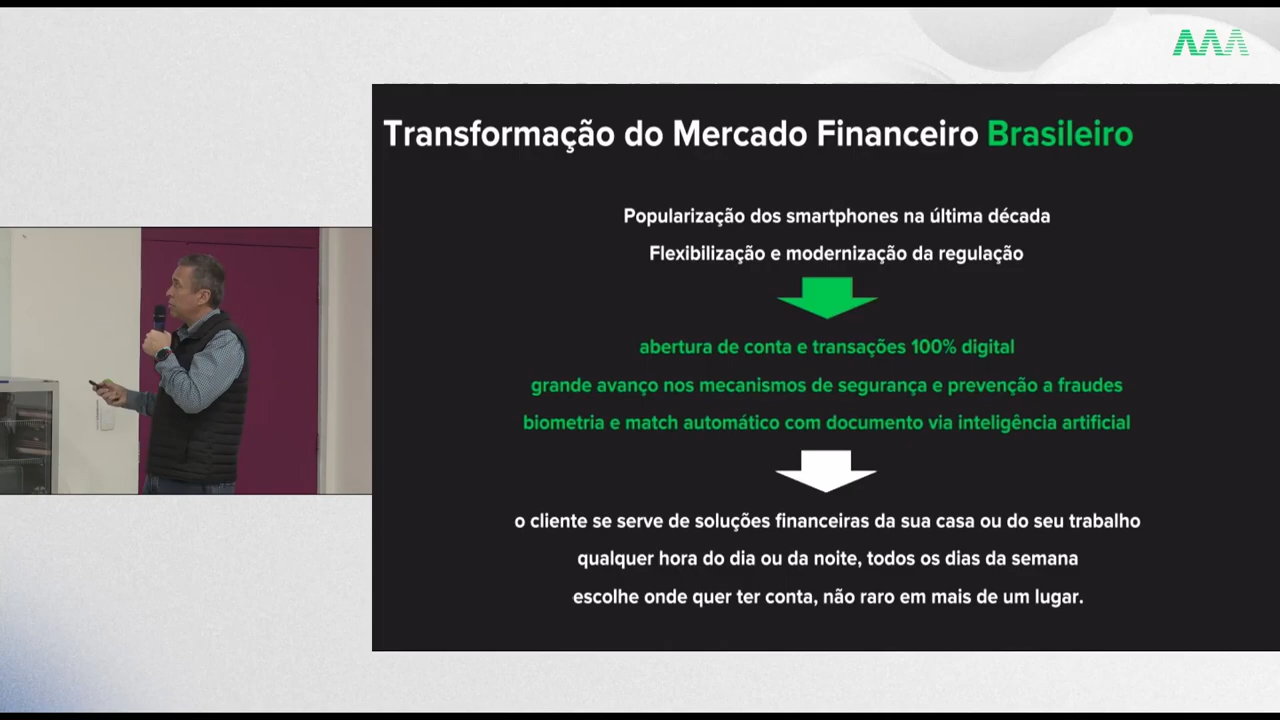 Transformação do Mercado Financeiro Brasileiro
Popularização dos smartphones na última década
Flexibilização e modernização da regulação
abertura de conta e transações 100% digital
grande avanço nos mecanismos de segurança e prevenção a fraudes
biometria e match automático com documento via inteligência artificial
o cliente se serve de soluções financeiras da sua casa ou do seu trabalho
qualquer hora do dia ou da noite, todos os dias da semana
escolhe onde quer ter conta, não raro em mais de um lugar.